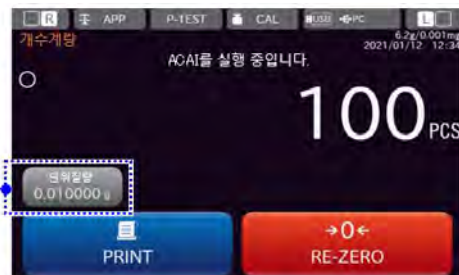 R APP P-TEST CAL USB PC L
개수계량
6.2g/0.001mg
2021/01/12 12:34
ACAI를 실행 중입니다.
100 PCS
단위질량
0.010000 g
PRINT
→0←
RE-ZERO